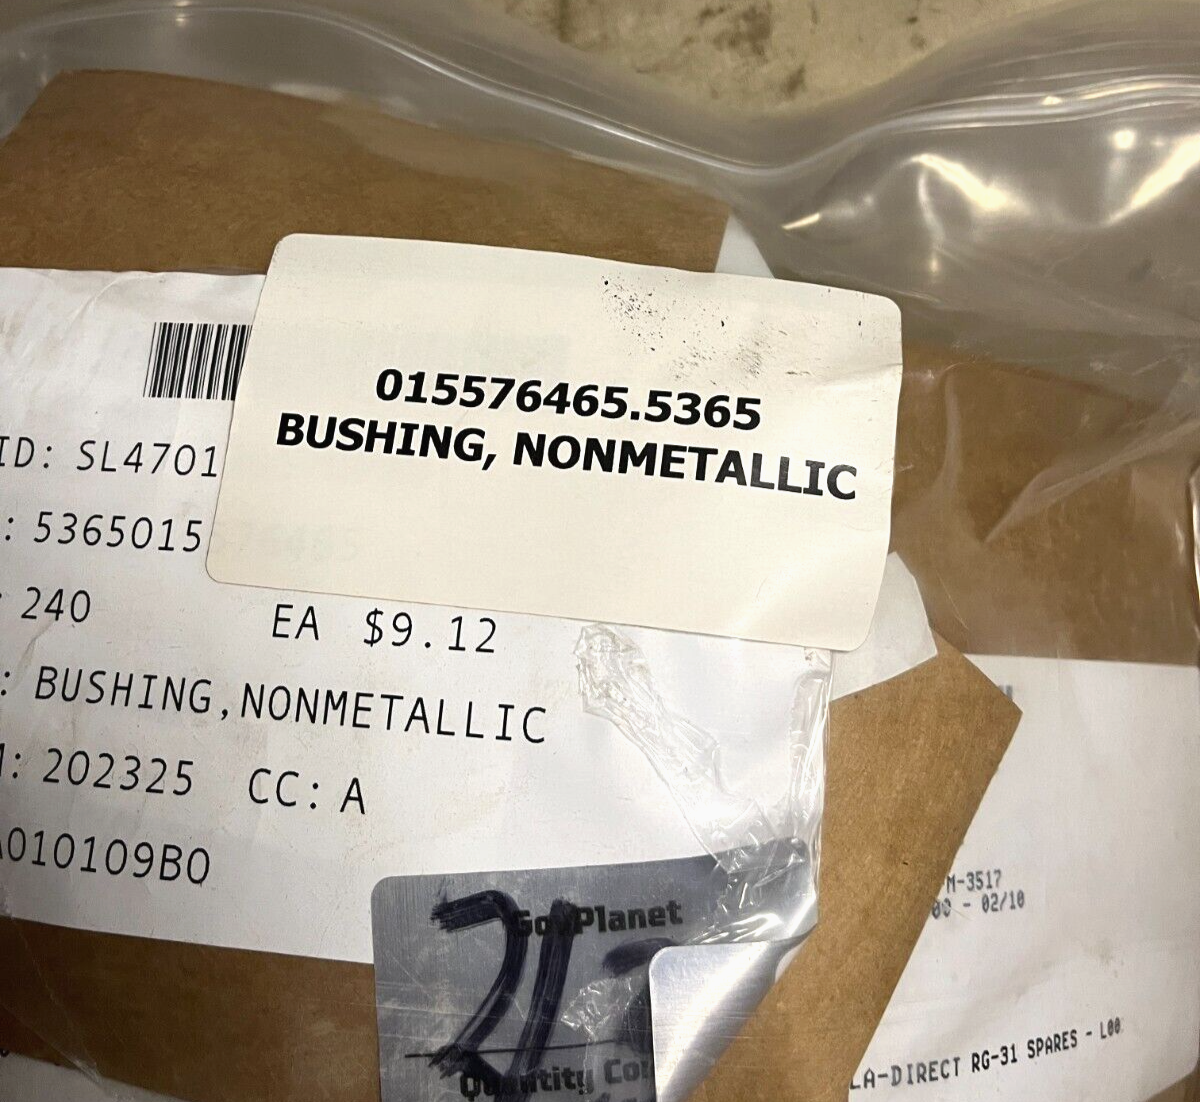 015576465.5365
BUSHING, NONMETALLIC
ID: SL4701
: 5365015
: 240 EA $9.12
: BUSHING,NONMETALLIC
: 202325 CC: A
010109B0
GovPlanet
Quantity
M-3517
- 02/10
LA-DIRECT RG-31 SPARES - L00